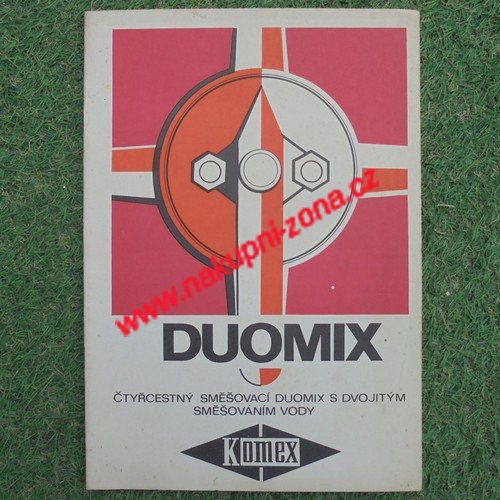 www.nakupni-zona.cz
DUOMIX
ČTYŘCESTNÝ SMĚŠOVACÍ DUOMIX S DVOJITÝM
SMĚŠOVÁNÍM VODY
Komex